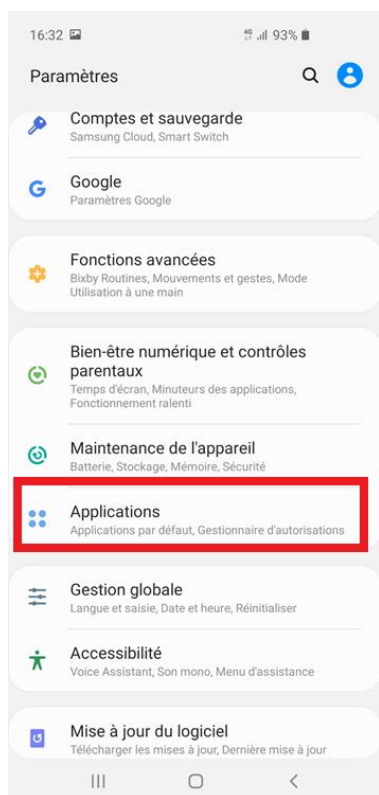 16:32 4G 93%
Paramètres
Comptes et sauvegarde
Samsung Cloud, Smart Switch
Google
Paramètres Google
Fonctions avancées
Bixby Routines, Mouvements et gestes, Mode
Utilisation à une main
Bien-être numérique et contrôles
parentaux
Temps d'écran, Minuteurs des applications,
Fonctionnement ralenti
Maintenance de l'appareil
Batterie, Stockage, Mémoire, Sécurité
Applications
Applications par défaut, Gestionnaire d'autorisations
Gestion globale
Langue et saisie, Date et heure, Réinitialiser
Accessibilité
Voice Assistant, Son mono, Menu d'assistance
Mise à jour du logiciel
Télécharger les mises à jour, Dernière mise à jour